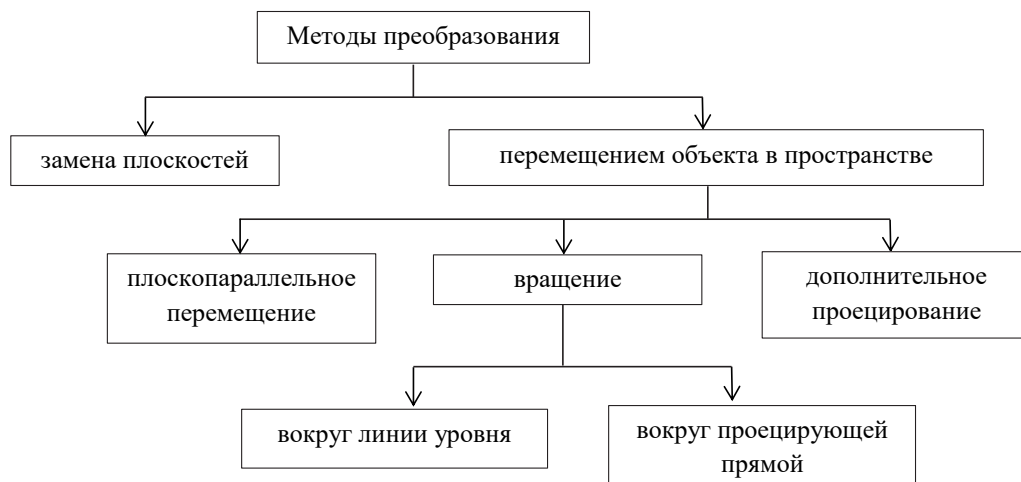 Методы преобразования
замена плоскостей
перемещением объекта в пространстве
плоскопараллельное
перемещение
вращение
дополнительное
проецирование
вокруг линии уровня
вокруг проецирующей
прямой